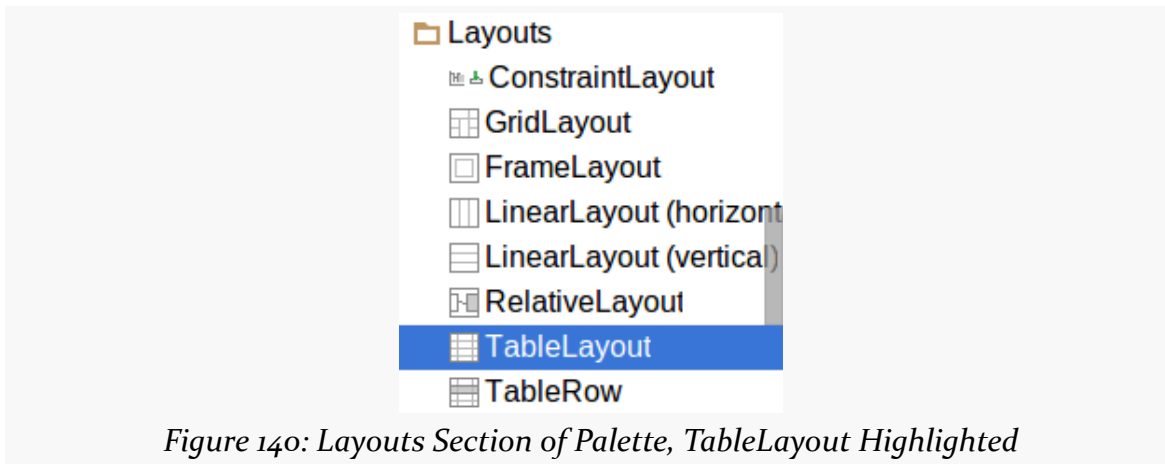 Layouts
ConstraintLayout
GridLayout
FrameLayout
LinearLayout (horizont
LinearLayout (vertical)
RelativeLayout
TableLayout
TableRow
Figure 140: Layouts Section of Palette, TableLayout Highlighted